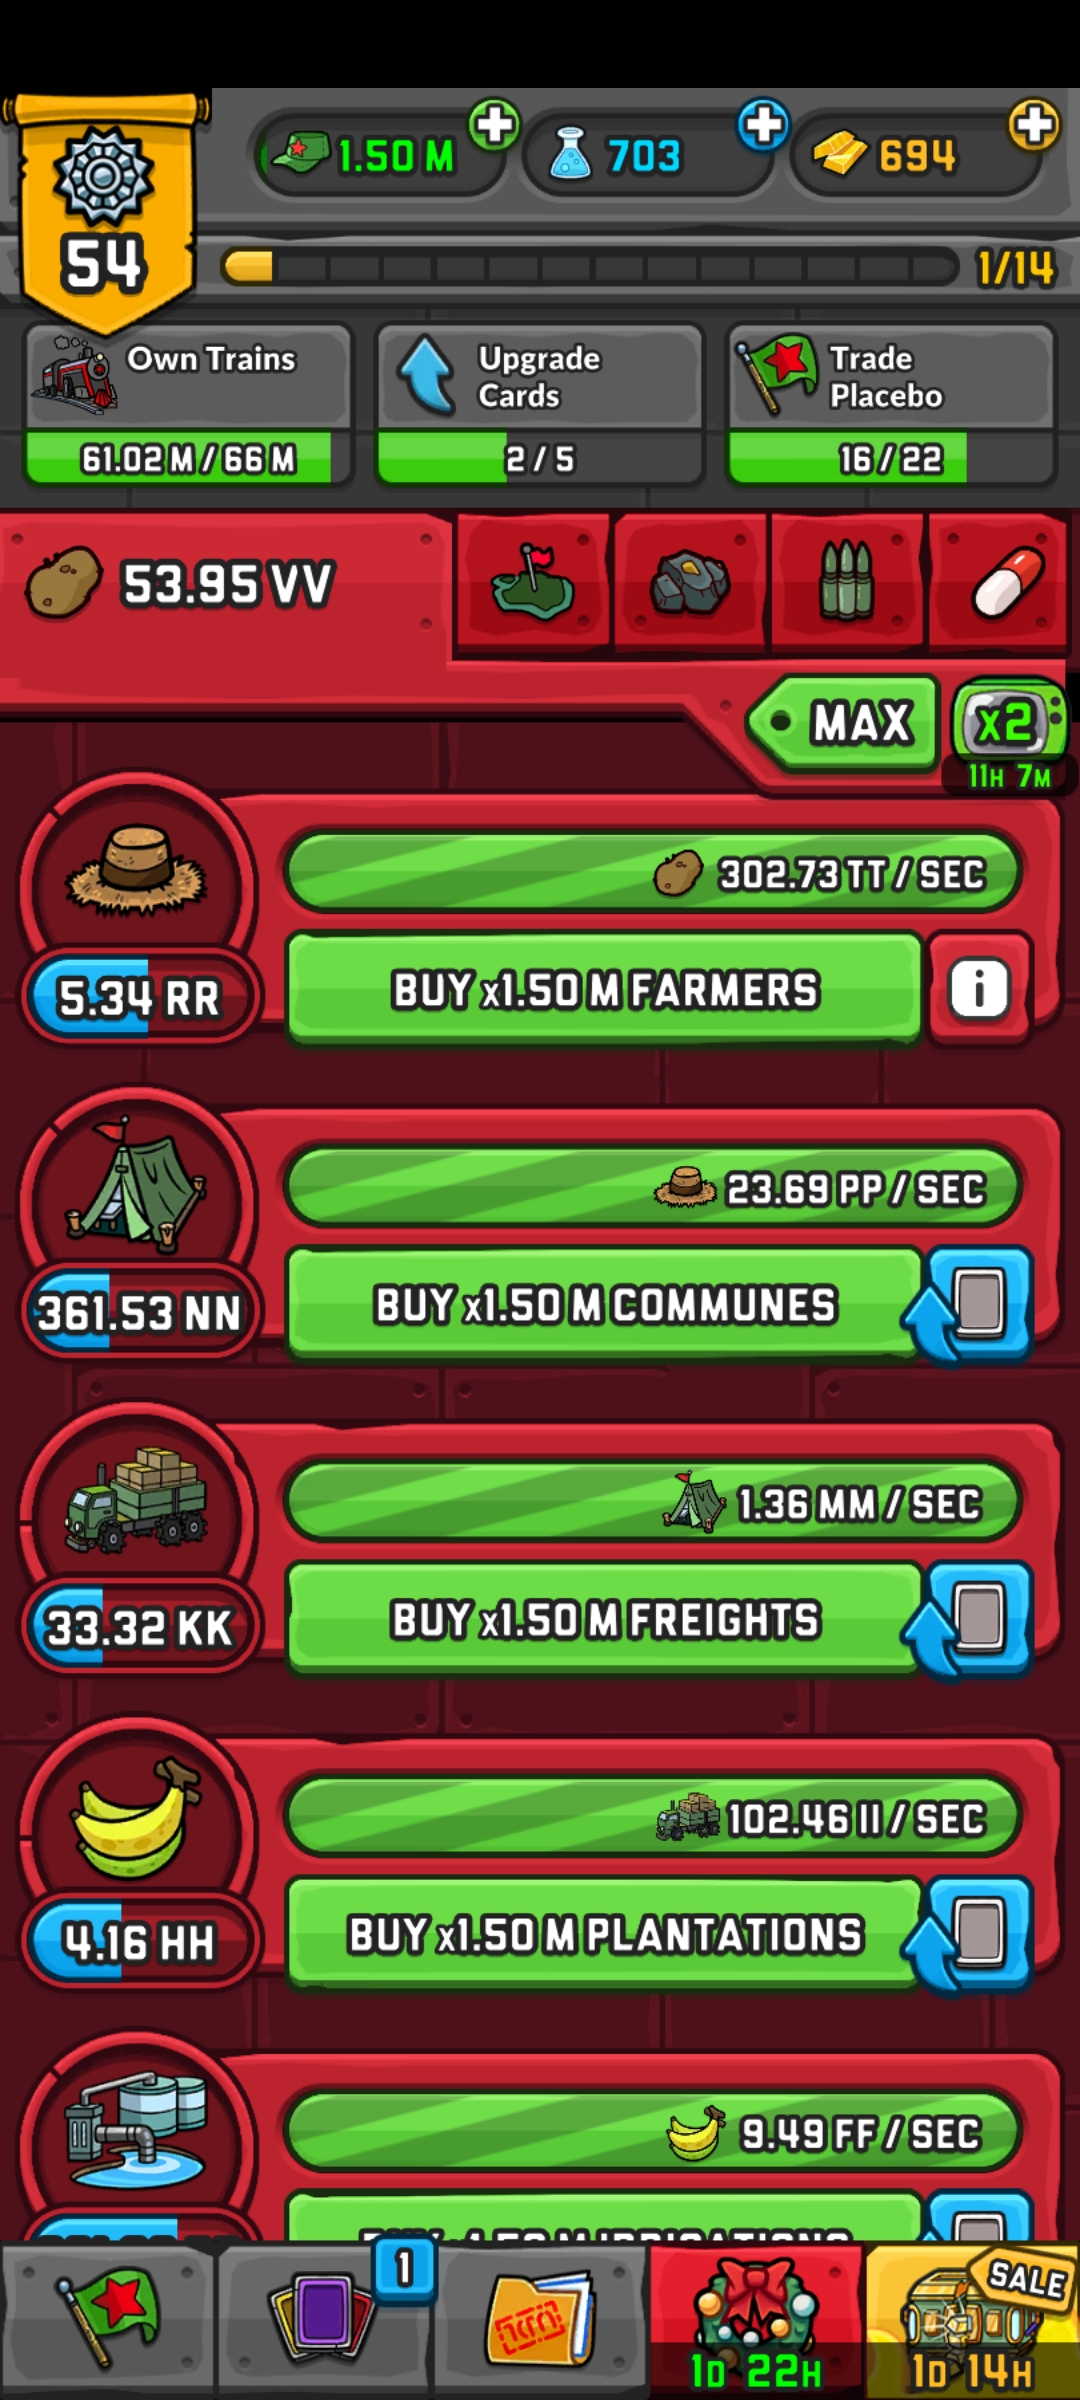 54
1.50 M
703
694
1/14
Own Trains
61.02 M / 66 M
Upgrade
Cards
2 / 5
Trade
Placebo
16 / 22
53.95 VV
MAX
x2
11H 7M
302.73 TT / SEC
5.34 RR
BUY x1.50 M FARMERS
i
23.69 PP / SEC
361.53 NN
BUY x1.50 M COMMUNES
1.36 MM / SEC
33.32 KK
BUY x1.50 M FREIGHTS
102.46 II / SEC
4.16 HH
BUY x1.50 M PLANTATIONS
9.49 FF / SEC
BUY x1.50 M IRRIGATIONS
1
SALE
1D 22H
1D 14H